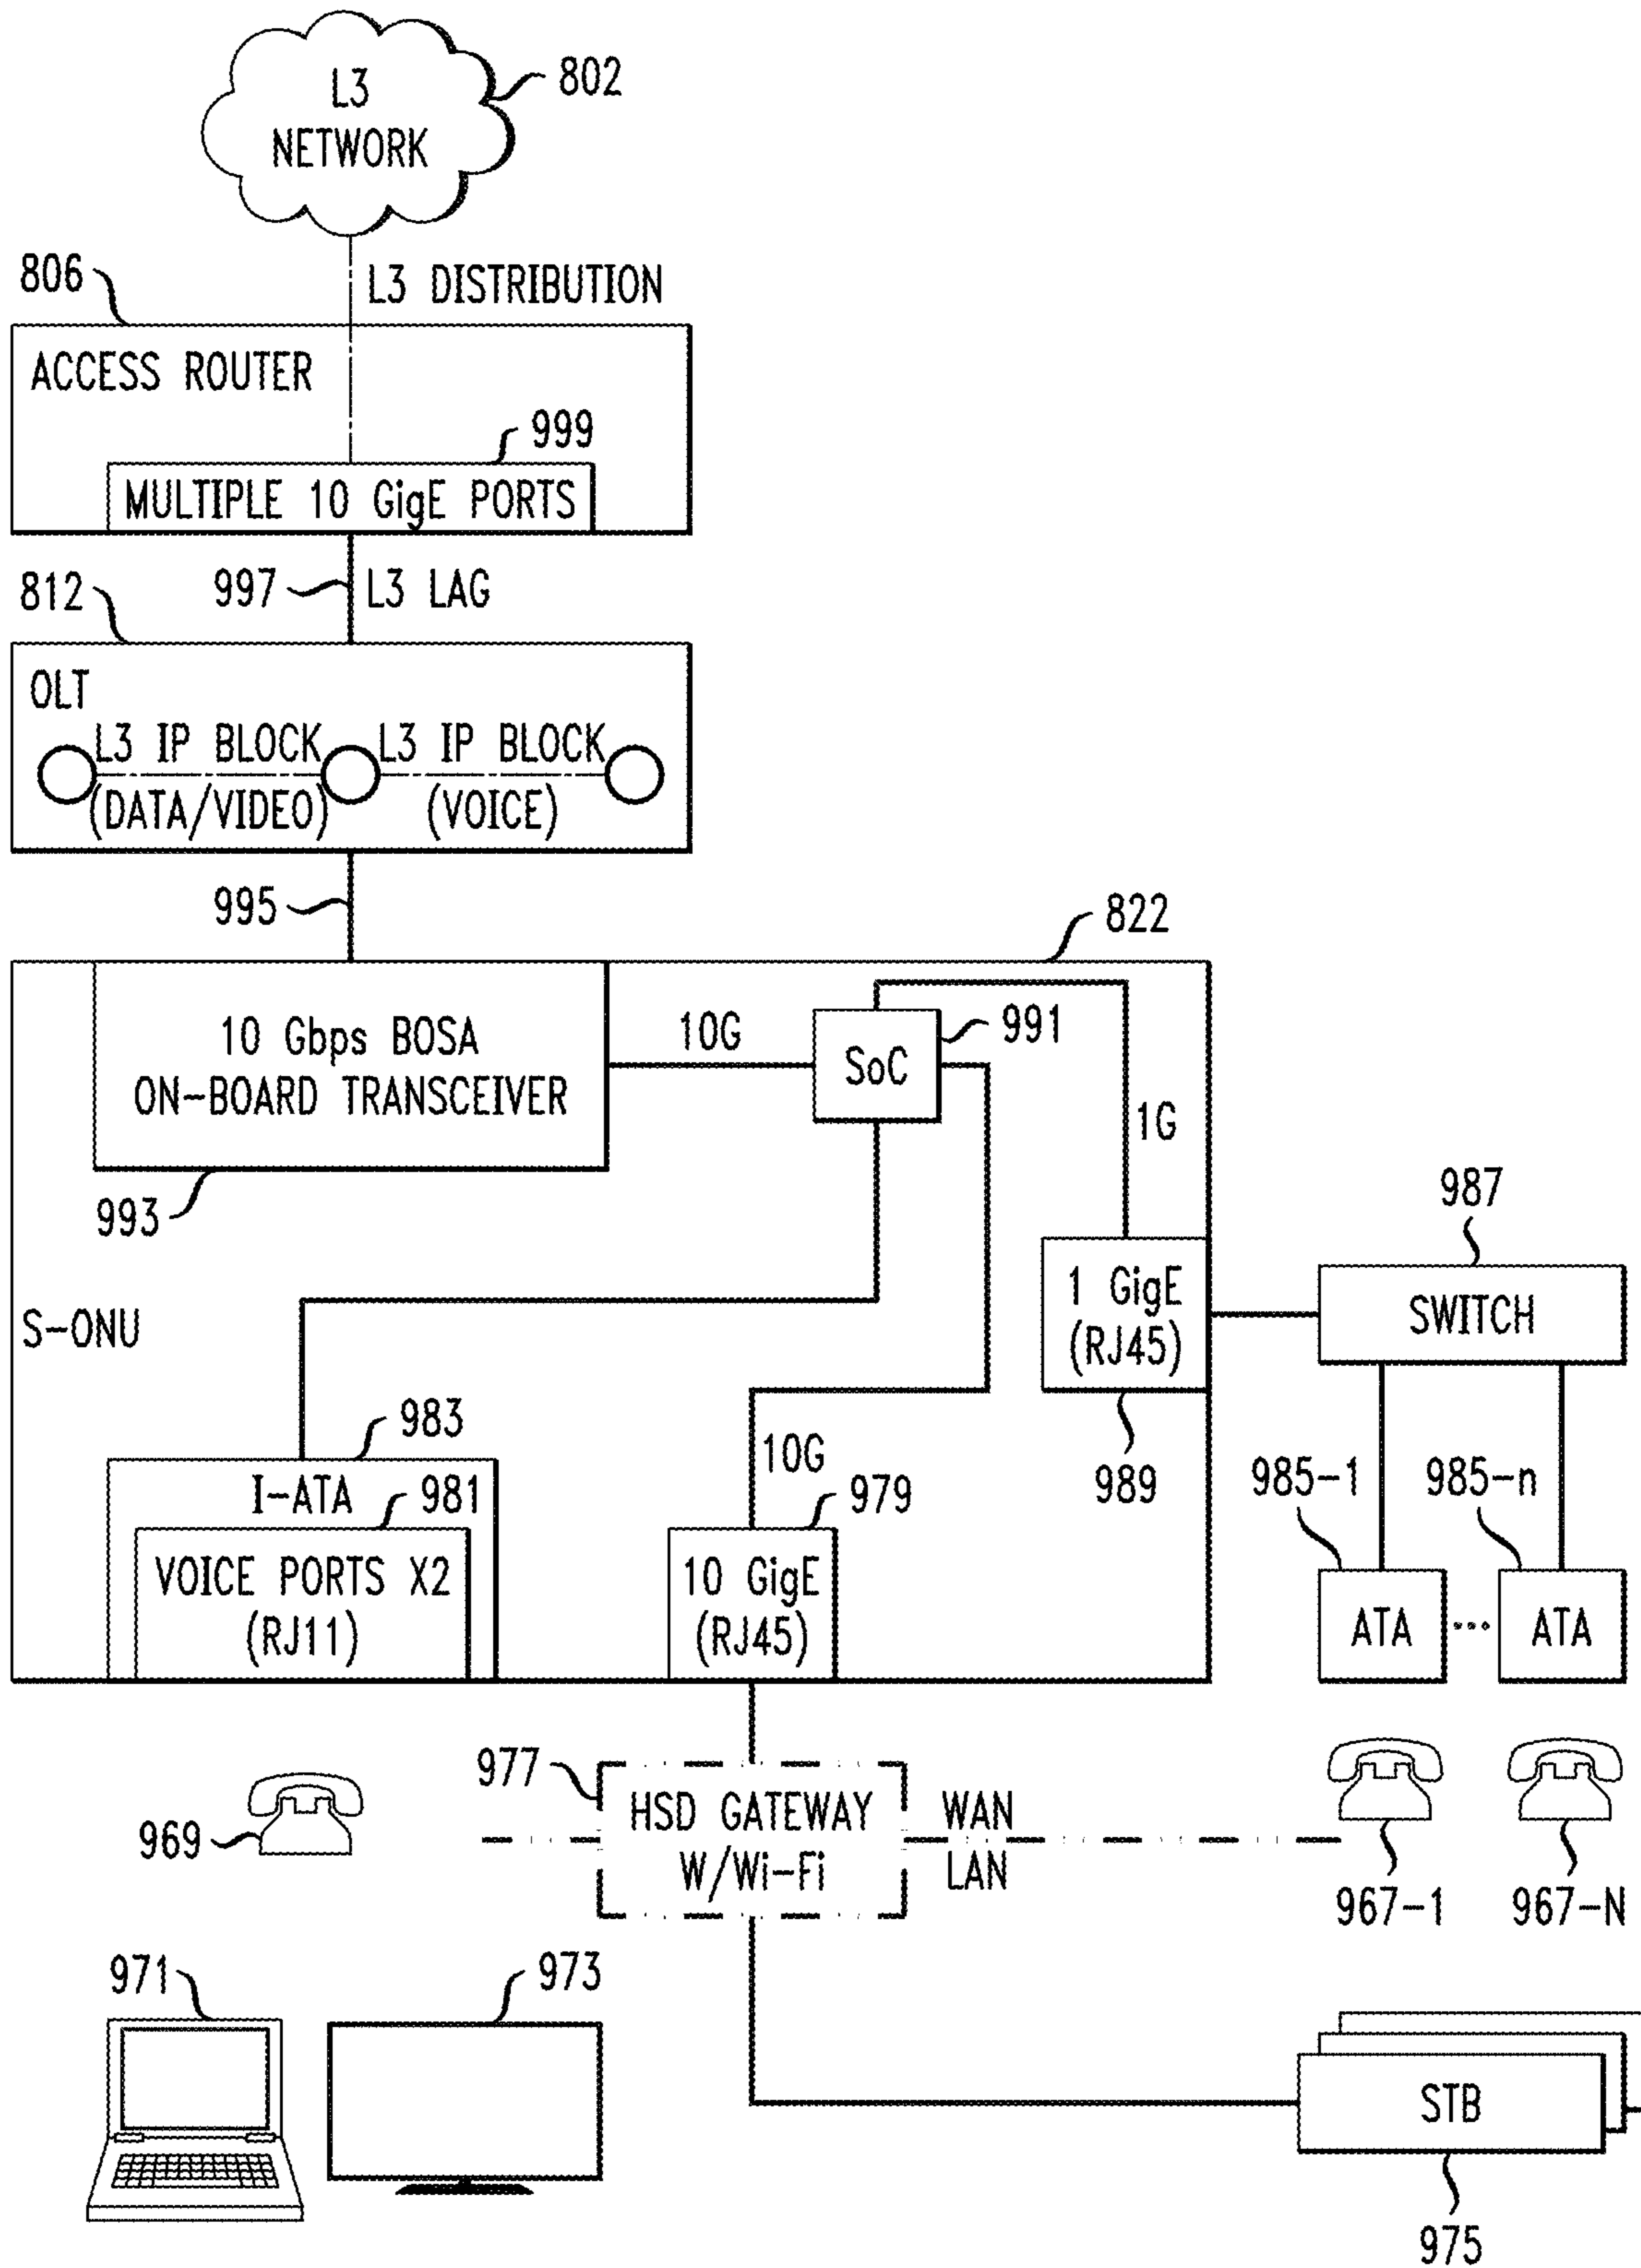 L3
NETWORK
802
806
L3 DISTRIBUTION
ACCESS ROUTER
999
MULTIPLE 10 GigE PORTS
812
997
L3 LAG
OLT
L3 IP BLOCK
(DATA/VIDEO)
L3 IP BLOCK
(VOICE)
995
822
10 Gbps BOSA
ON-BOARD TRANSCEIVER
993
10G
SoC
991
1G
987
1 GigE
(RJ45)
989
SWITCH
S-ONU
983
I-ATA
981
VOICE PORTS X2
(RJ11)
10G
979
10 GigE
(RJ45)
985-1
985-n
ATA
...
ATA
977
HSD GATEWAY
W/Wi-Fi
WAN
LAN
969
967-1
967-N
971
973
STB
975